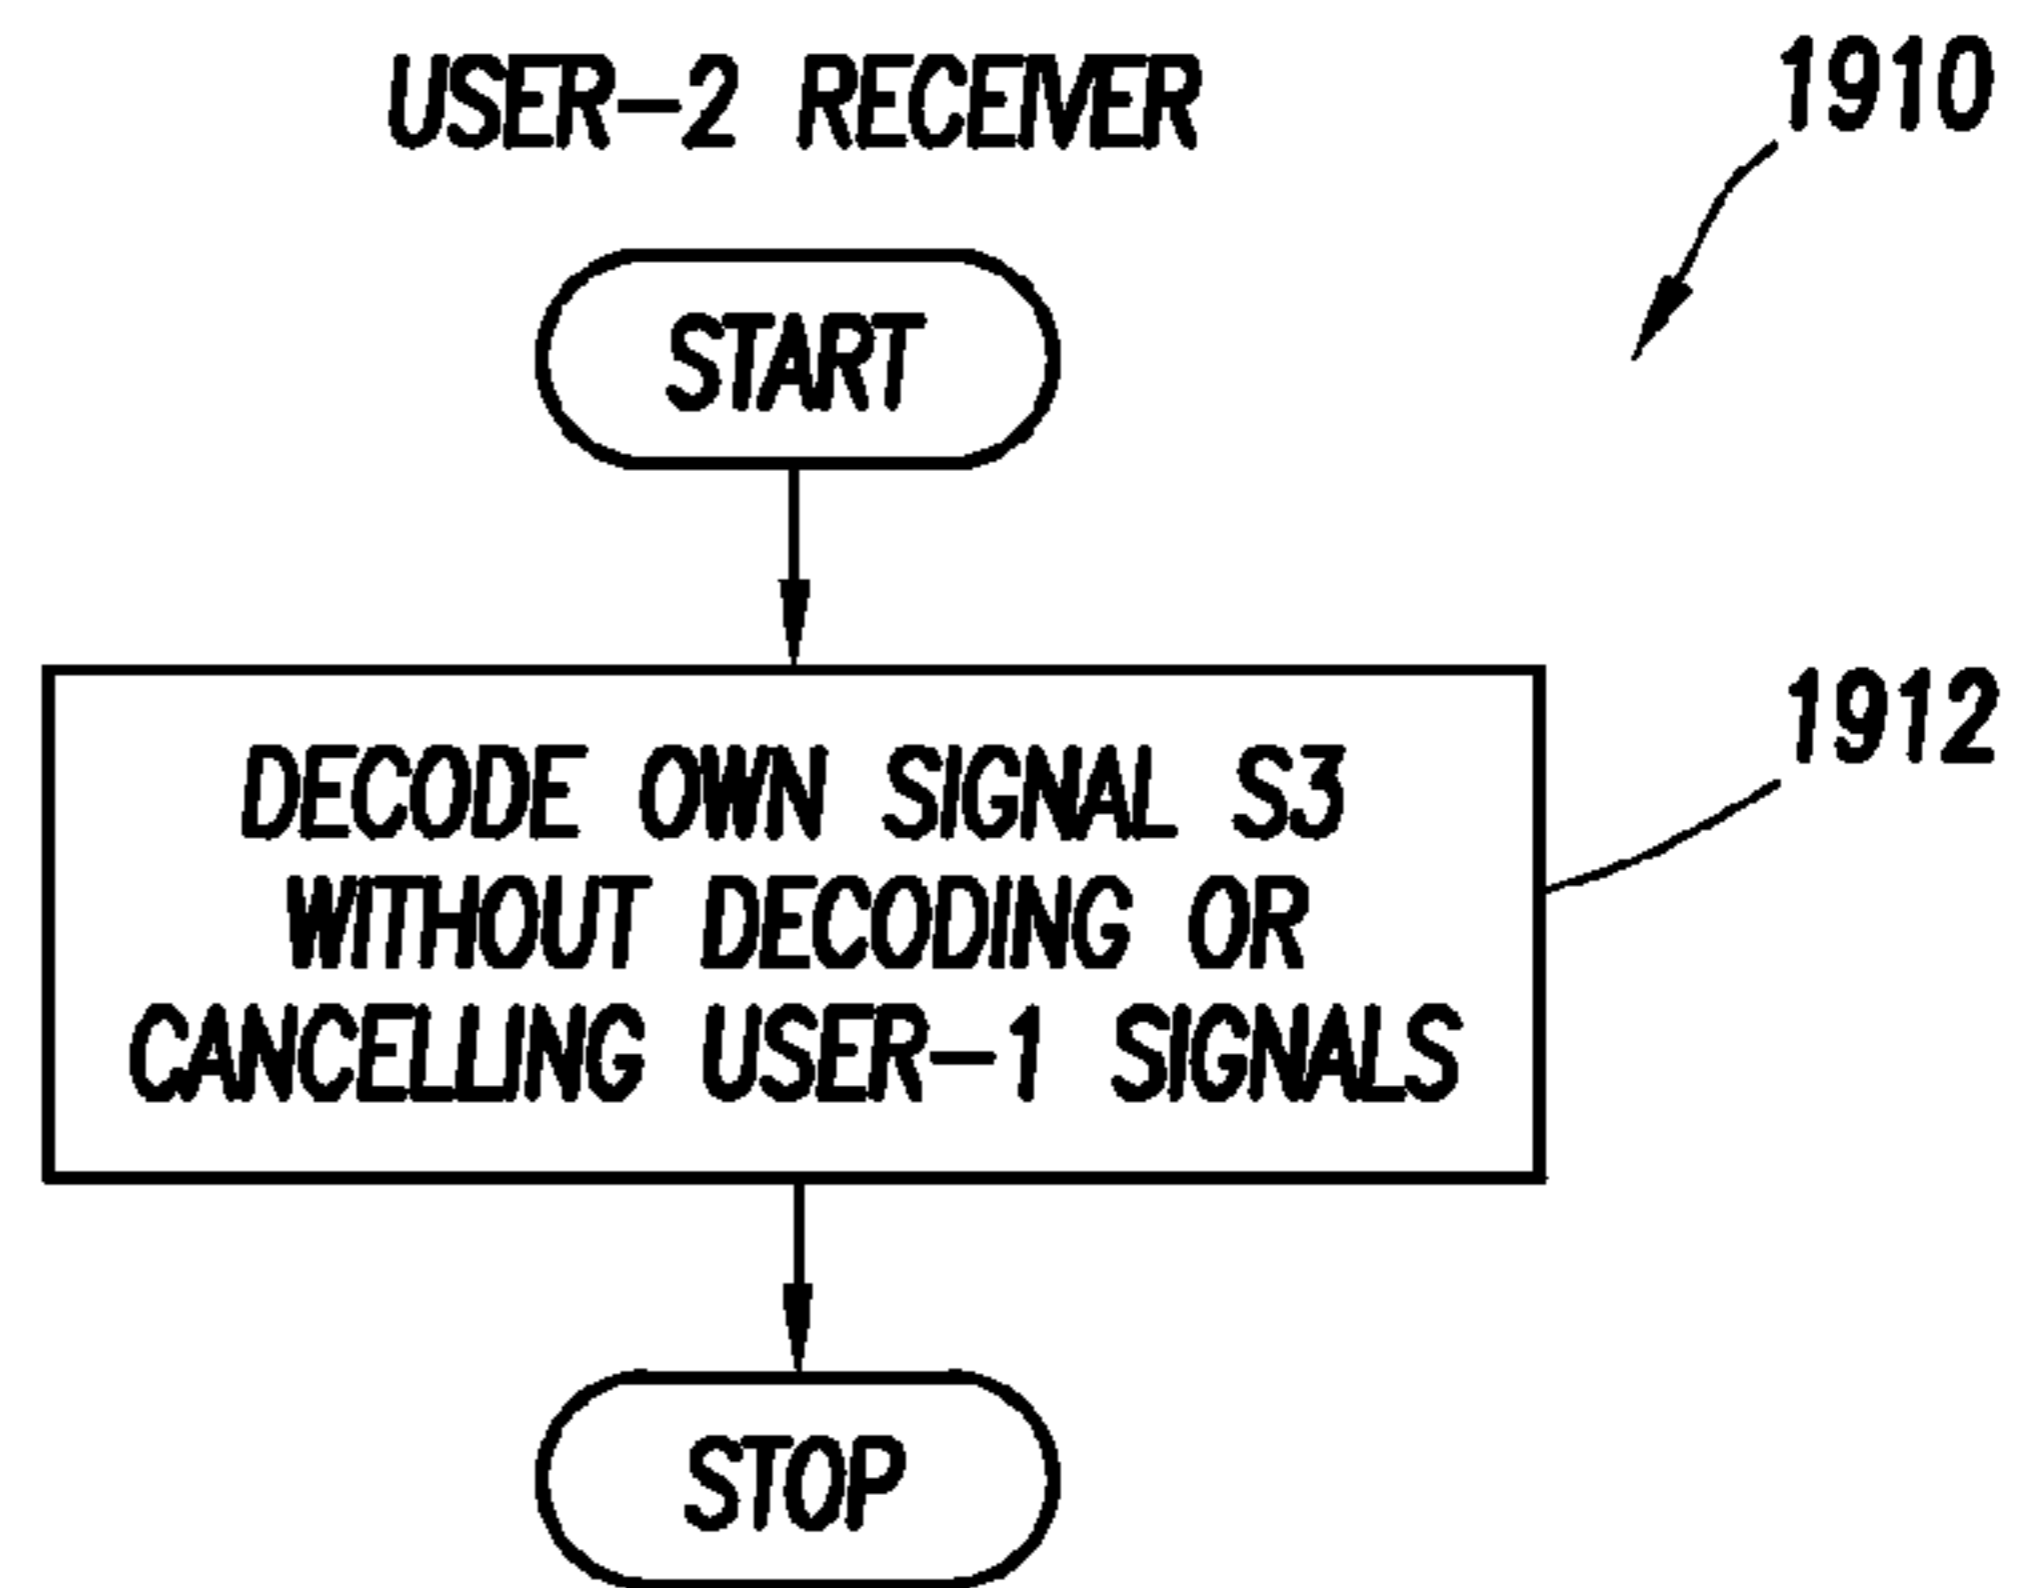 USER-2 RECEIVER
1910
START
DECODE OWN SIGNAL S3
WITHOUT DECODING OR
CANCELLING USER-1 SIGNALS
1912
STOP